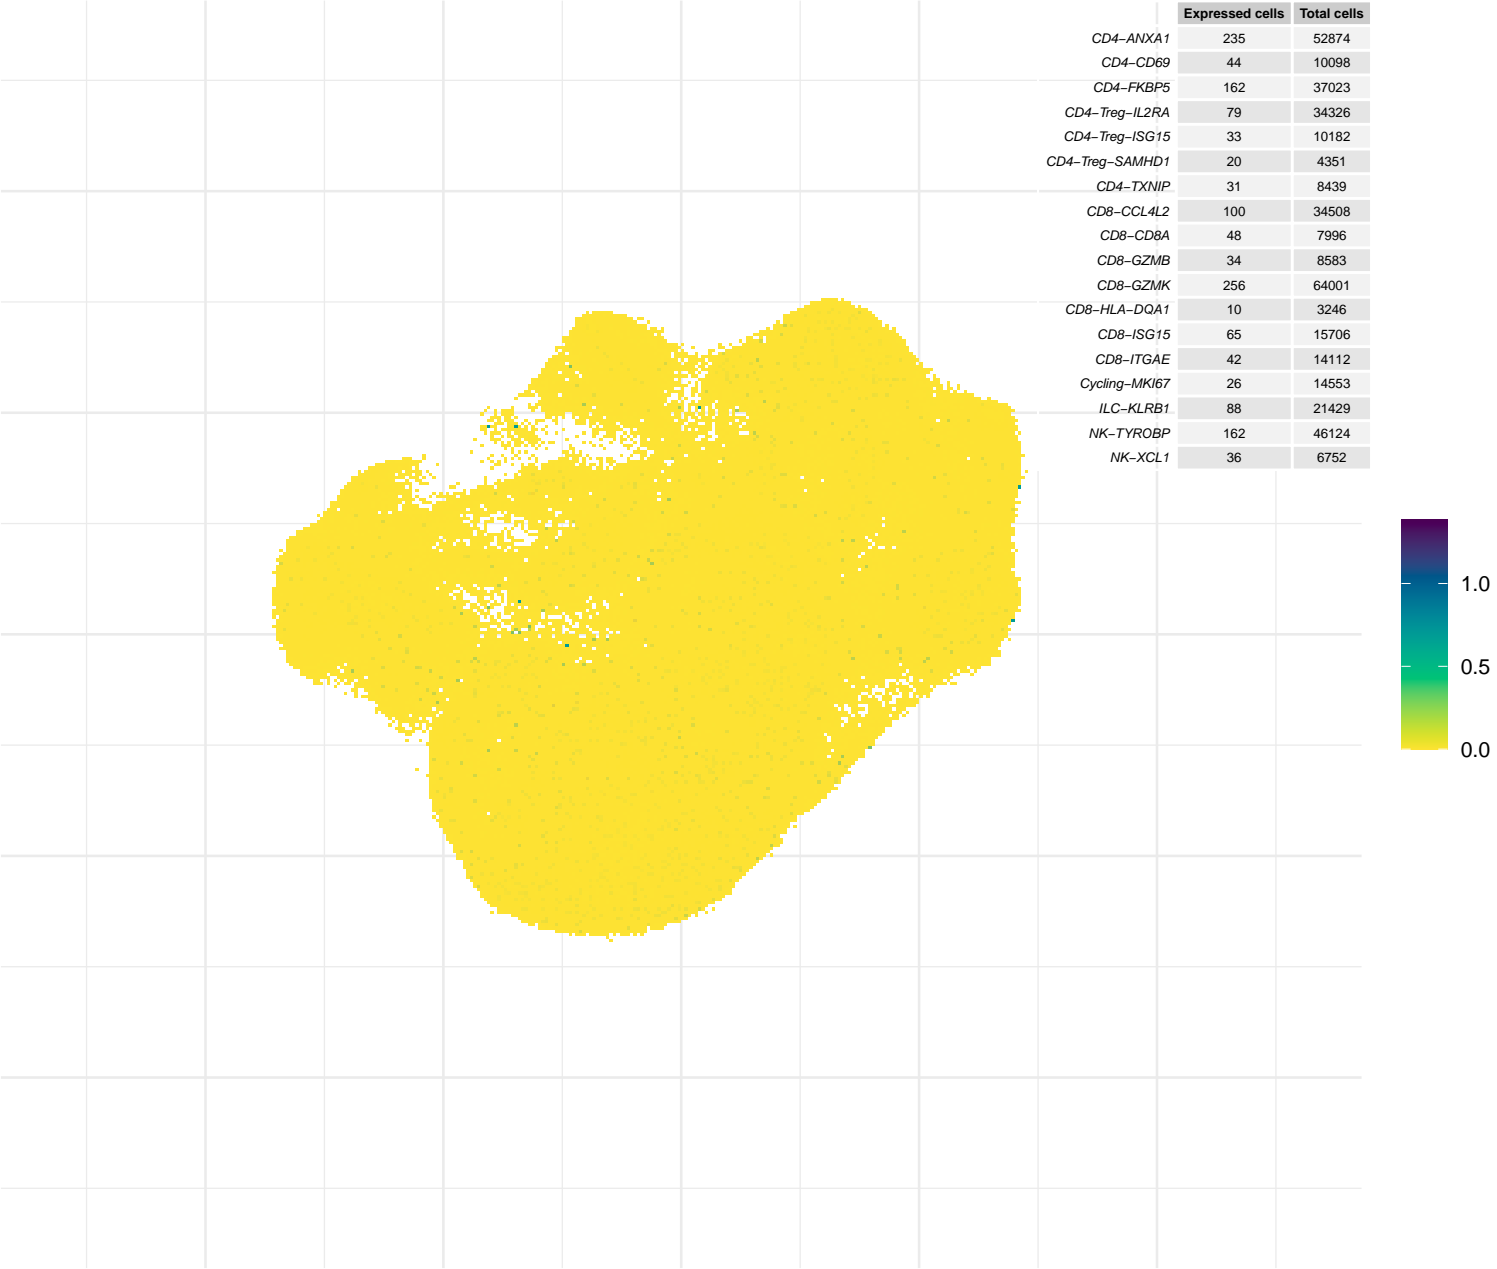 Expressed cells Total cells
CD4−ANXA1 235 52874
CD4−CD69 44 10098
CD4−FKBP5 162 37023
CD4−Treg−IL2RA 79 34326
CD4−Treg−ISG15 33 10182
CD4−Treg−SAMHD1 20 4351
CD4−TXNIP 31 8439
CD8−CCL4L2 100 34508
CD8−CD8A 48 7996
CD8−GZMB 34 8583
CD8−GZMK 256 64001
CD8−HLA−DQA1 10 3246
CD8−ISG15 65 15706
CD8−ITGAE 42 14112
Cycling−MKI67 26 14553
ILC−KLRB1 88 21429
NK−TYROBP 162 46124
NK−XCL1 36 6752
1.0
0.5
0.0